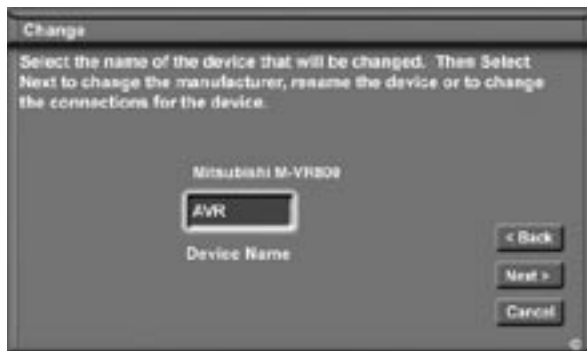 Change
Select the name of the device that will be changed. Then Select
Next to change the manufacturer, rename the device or to change
the connections for the device.
Mitsubishi M-VR800
AVR
Device Name
< Back
Next >
Cancel